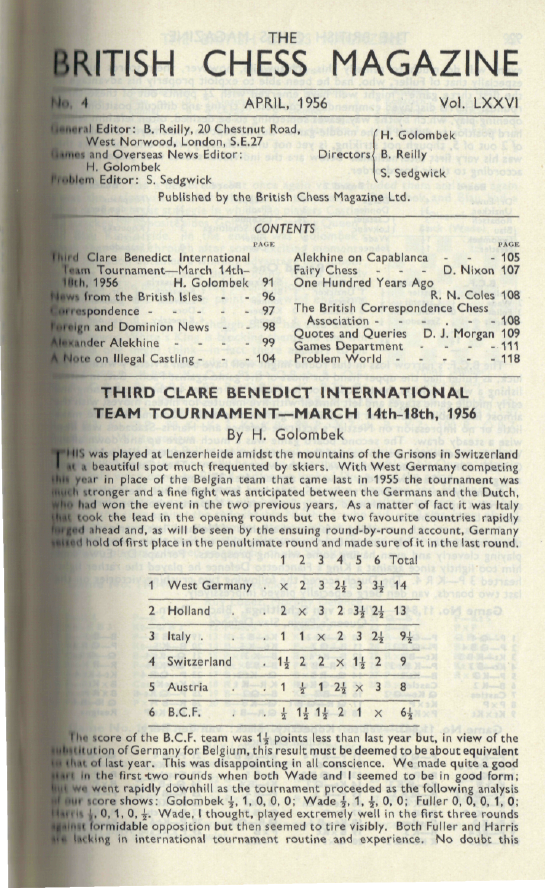 THE
BRITISH CHESS MAGAZINE
No. 4 APRIL, 1956 Vol. LXXVI
General Editor: B. Reilly, 20 Chestnut Road,
West Norwood, London, S.E.27
Games and Overseas News Editor:
H. Golombek
Problem Editor: S. Sedgwick
Directors
H. Golombek
B. Reilly
S. Sedgwick
Published by the British Chess Magazine Ltd.
CONTENTS
PAGE
Third Clare Benedict International
Team Tournament—March 14th-
18th, 1956 H. Golombek 91
News from the British Isles - - 96
Correspondence - - - - - 97
Foreign and Dominion News - - 98
Alexander Alekhine - - - - 99
A Note on Illegal Castling - - - 104
PAGE
Alekhine on Capablanca - - - 105
Fairy Chess - - - D. Nixon 107
One Hundred Years Ago
R. N. Coles 108
The British Correspondence Chess
Association - - - - - 108
Quotes and Queries D. J. Morgan 109
Games Department - - - 111
Problem World - - - - - 118
THIRD CLARE BENEDICT INTERNATIONAL
TEAM TOURNAMENT—MARCH 14th-18th, 1956
By H. Golombek
THIS was played at Lenzerheide amidst the mountains of the Grisons in Switzerland
at a beautiful spot much frequented by skiers. With West Germany competing
this year in place of the Belgian team that came last in 1955 the tournament was
much stronger and a fine fight was anticipated between the Germans and the Dutch,
who had won the event in the two previous years. As a matter of fact it was Italy
that took the lead in the opening rounds but the two favourite countries rapidly
forged ahead and, as will be seen by the ensuing round-by-round account, Germany
seized hold of first place in the penultimate round and made sure of it in the last round.
1 2 3 4 5 6 Total
1 West Germany . x 2 3 2½ 3 3½ 14
2 Holland . . 2 x 3 2 3½ 2½ 13
3 Italy . . . 1 1 x 2 3 2½ 9½
4 Switzerland . 1½ 2 2 x 1½ 2 9
5 Austria . . 1 ½ 1 2½ x 3 8
6 B.C.F. . . ½ 1½ 1½ 2 1 x 6½
The score of the B.C.F. team was 1½ points less than last year but, in view of the
substitution of Germany for Belgium, this result must be deemed to be about equivalent
to that of last year. This was disappointing in all conscience. We made quite a good
start in the first two rounds when both Wade and I seemed to be in good form;
but we went rapidly downhill as the tournament proceeded as the following analysis
of our score shows: Golombek ½, 1, 0, 0, 0; Wade ½, 1, ½, 0, 0; Fuller 0, 0, 0, 1, 0;
Harris ½, 0, 1, 0, ½. Wade, I thought, played extremely well in the first three rounds
against formidable opposition but then seemed to tire visibly. Both Fuller and Harris
are lacking in international tournament routine and experience. No doubt this